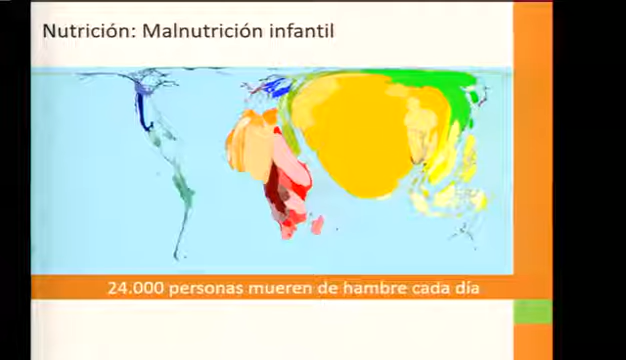 Nutrición: Malnutrición infantil
24.000 personas mueren de hambre cada día